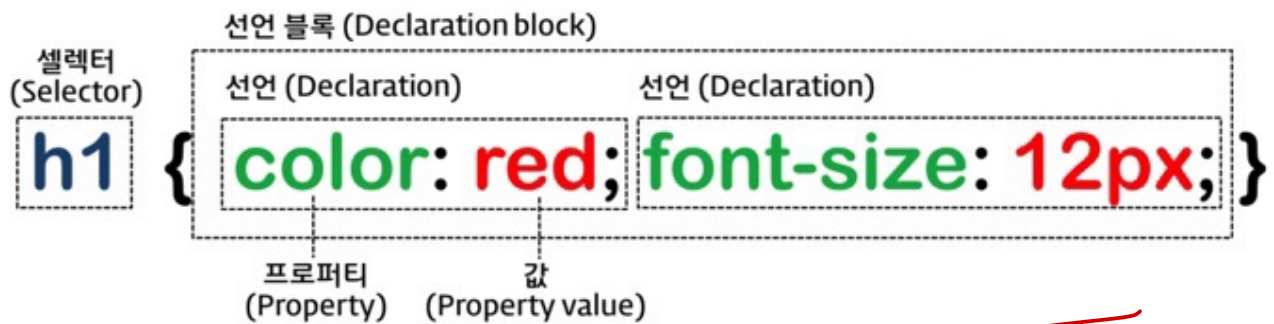 선언 블록 (Declaration block)
셀렉터
(Selector)
선언 (Declaration) 선언 (Declaration)
h1 { color: red; font-size: 12px; }
프로퍼티 값
(Property) (Property value)